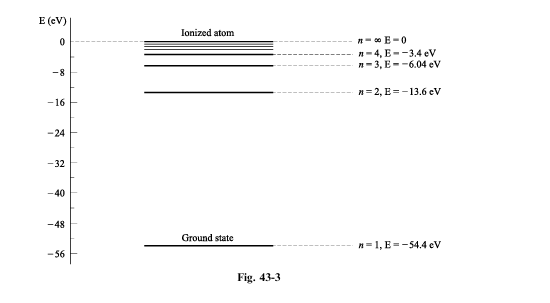 E (eV)
Ionized atom
0
n = ∞ E = 0
n = 4, E = −3.4 eV
n = 3, E = −6.04 eV
−8
n = 2, E = −13.6 eV
−16
−24
−32
−40
−48
Ground state
n = 1, E = −54.4 eV
−56
Fig. 43-3